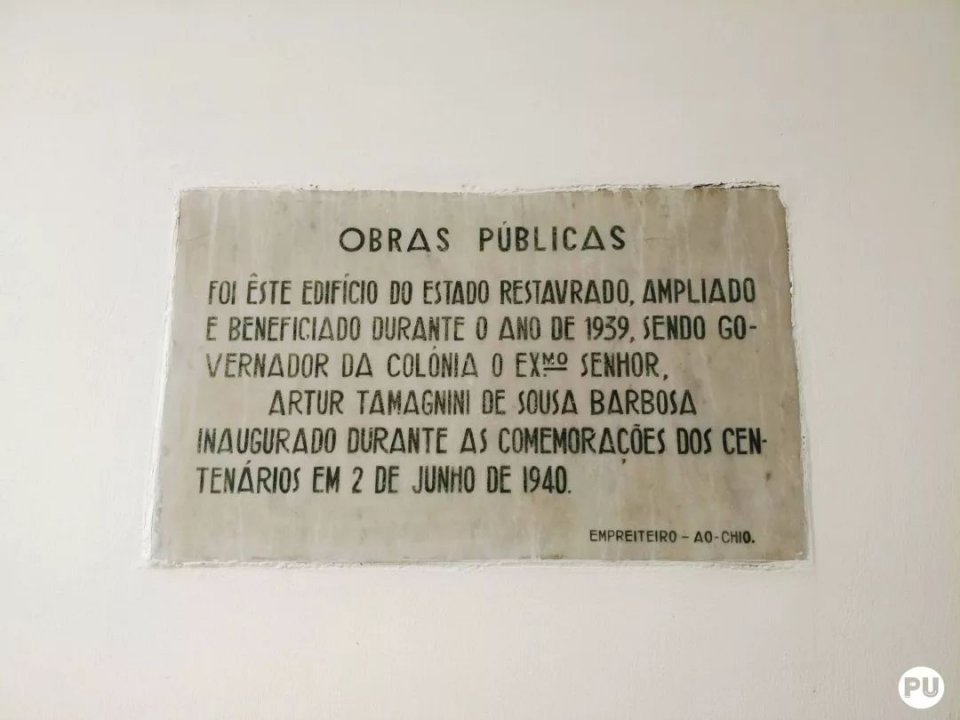 OBRAS PÚBLICAS
FOI ÊSTE EDIFÍCIO DO ESTADO RESTAVRADO, AMPLIADO
E BENEFICIADO DURANTE O ANO DE 1939, SENDO GO-
VERNADOR DA COLÓNIA O EXMO SENHOR,
ARTUR TAMAGNINI DE SOUSA BARBOSA
INAUGURADO DURANTE AS COMEMORAÇÕES DOS CEN-
TENÁRIOS EM 2 DE JUNHO DE 1940.
EMPREITEIRO - AO-CHIO.
PU